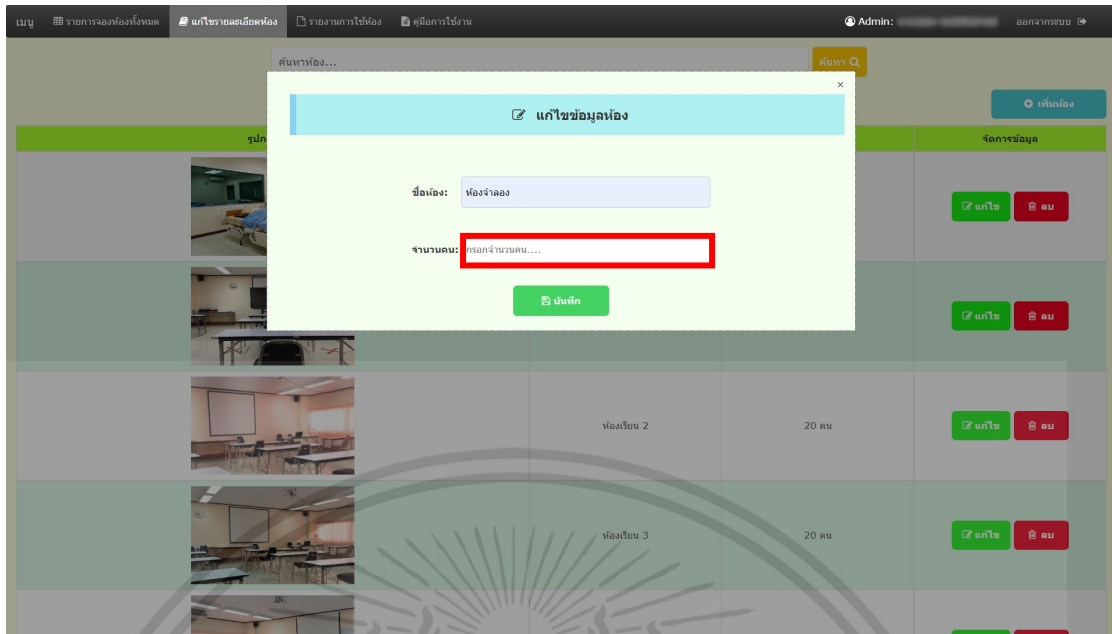 เมนู รายการจองห้องทั้งหมด แก้ไขรายละเอียดห้อง รายงานการใช้ห้อง คู่มือการใช้งาน Admin: ออกจากระบบ
ค้นหาห้อง... ค้นหา
×
แก้ไขข้อมูลห้อง
เพิ่มห้อง
จัดการข้อมูล
ชื่อห้อง: ห้องจำลอง
แก้ไข ลบ
จำนวนคน: กรอกจำนวนคน....
บันทึก
แก้ไข ลบ
ห้องเรียน 2 20 คน แก้ไข ลบ
ห้องเรียน 3 20 คน แก้ไข ลบ